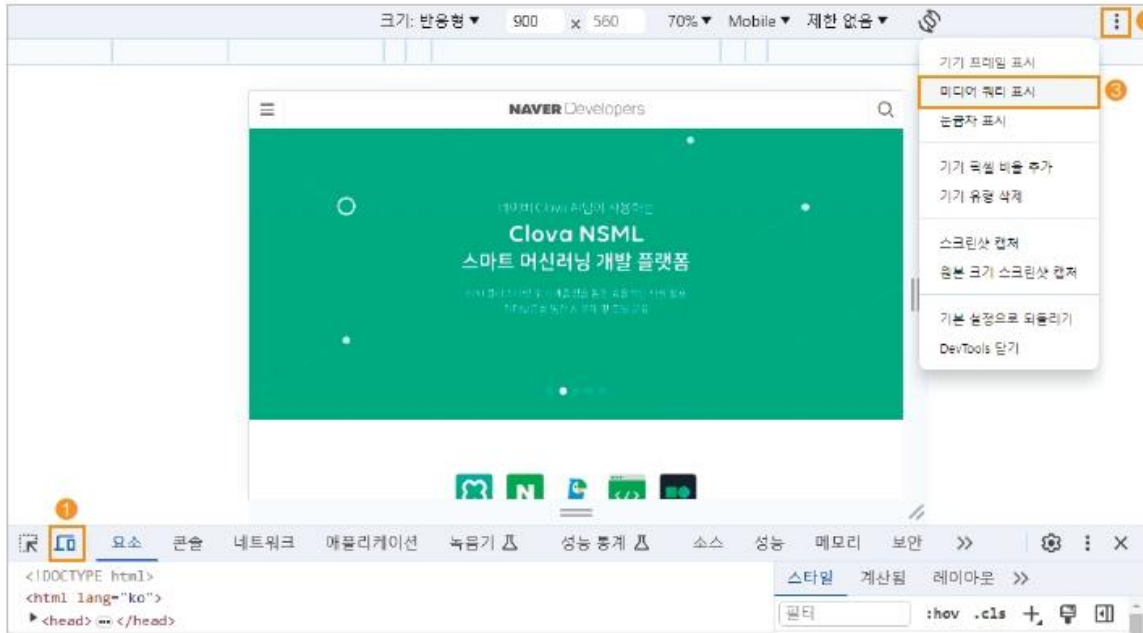 크기: 반응형 ▼ 900 x 560 70% ▼ Mobile ▼ 제한 없음 ▼
기기 프레임 표시
미디어 쿼리 표시
3
눈금자 표시
기기 픽셀 비율 추가
기기 유형 삭제
스크린샷 캡처
원본 크기 스크린샷 캡처
기본 설정으로 되돌리기
DevTools 닫기
NAVER Developers
Clova NSML
스마트 머신러닝 개발 플랫폼
N
</>
1
요소 콘솔 네트워크 애플리케이션 녹음기 성능 통계 소스 성능 메모리 보안 >>
<!DOCTYPE html>
<html lang="ko">
<head> ••• </head>
스타일 계산됨 레이아웃 >>
필터 :hov .cls +